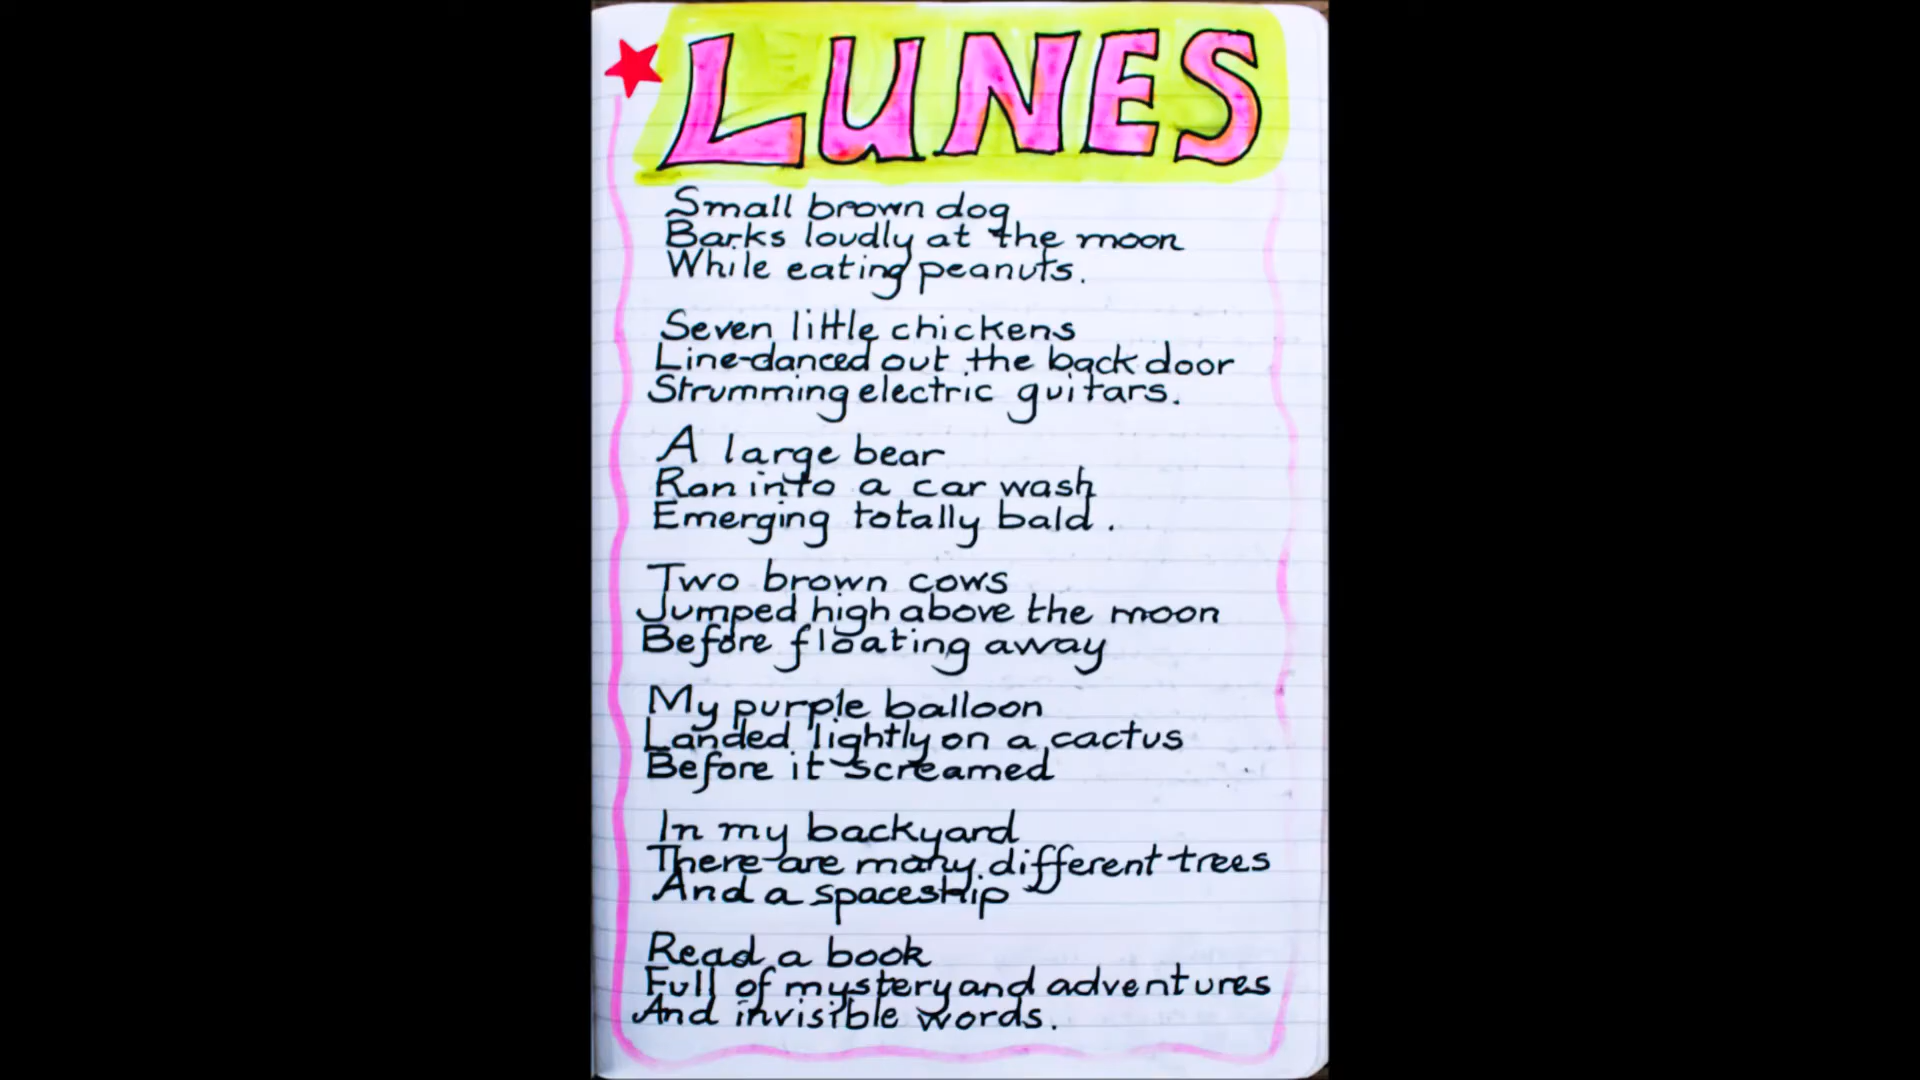 LUNES
Small brown dog
Barks loudly at the moon
While eating peanuts.
Seven little chickens
Line-danced out the back door
Strumming electric guitars.
A large bear
Ran into a car wash
Emerging totally bald.
Two brown cows
Jumped high above the moon
Before floating away
My purple balloon
Landed lightly on a cactus
Before it screamed
In my backyard
There are many different trees
And a spaceship
Read a book
Full of mystery and adventures
And invisible words.